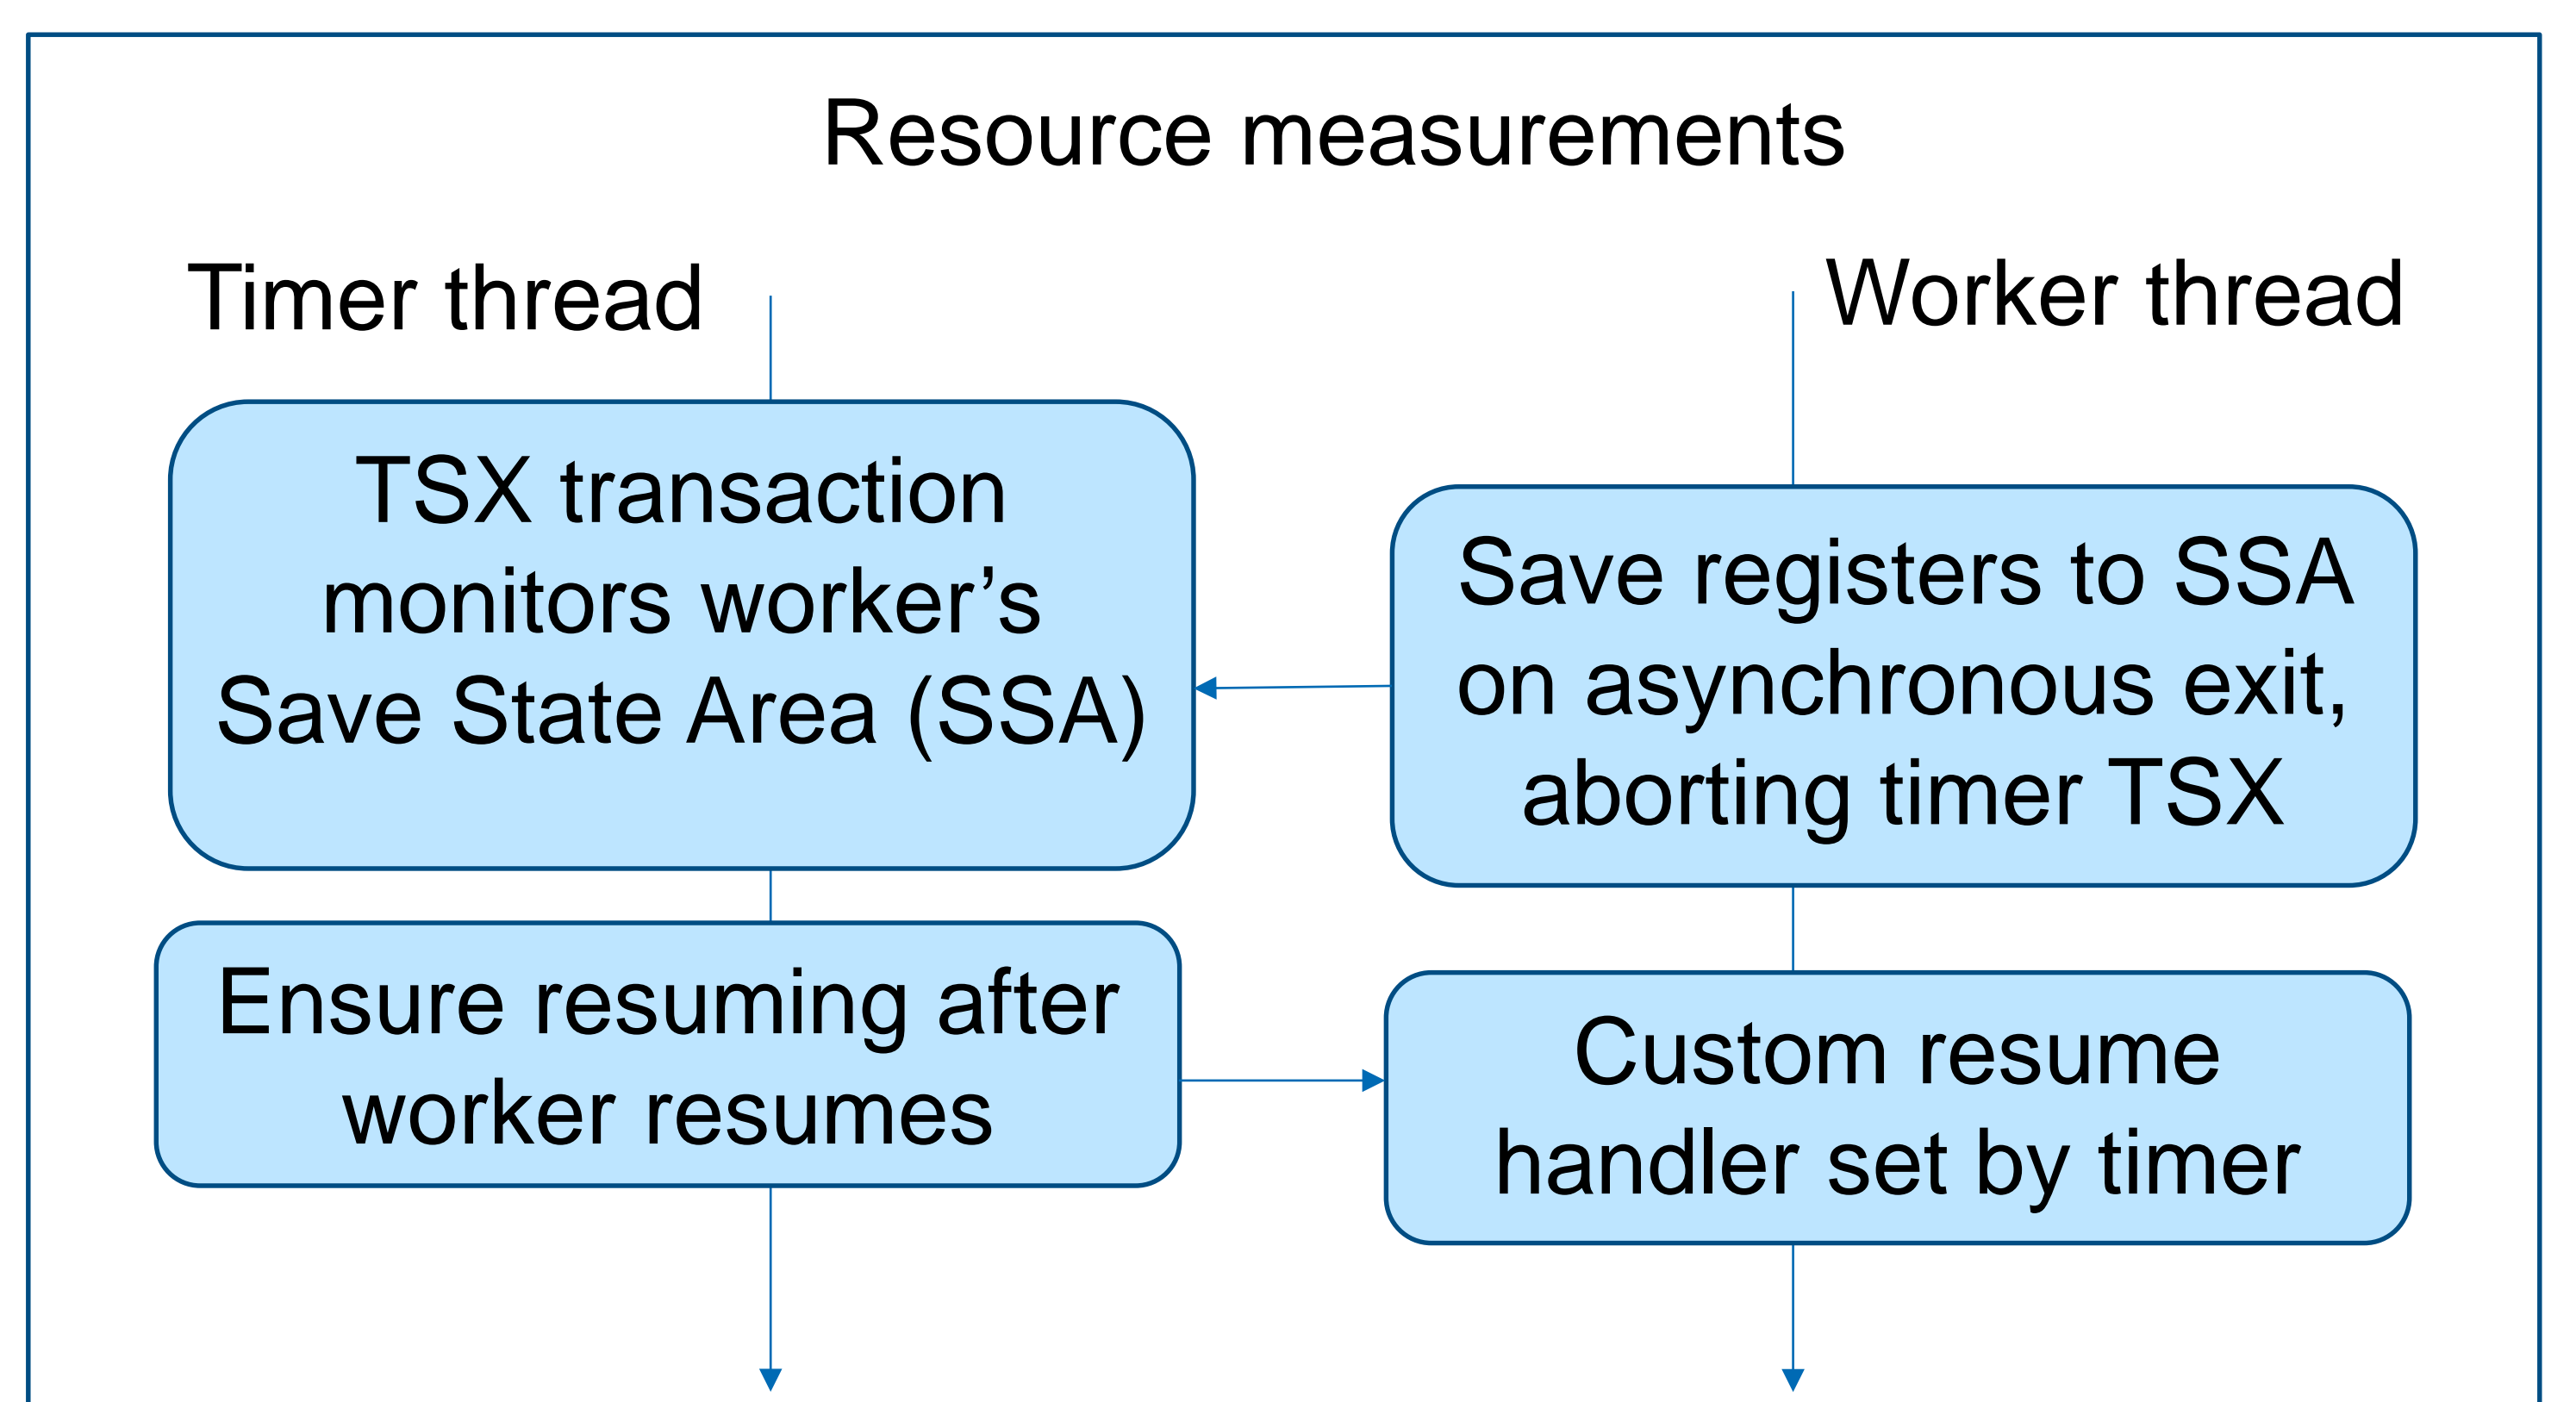 Resource measurements
Timer thread
Worker thread
TSX transaction
monitors worker’s
Save State Area (SSA)
Save registers to SSA
on asynchronous exit,
aborting timer TSX
Ensure resuming after
worker resumes
Custom resume
handler set by timer